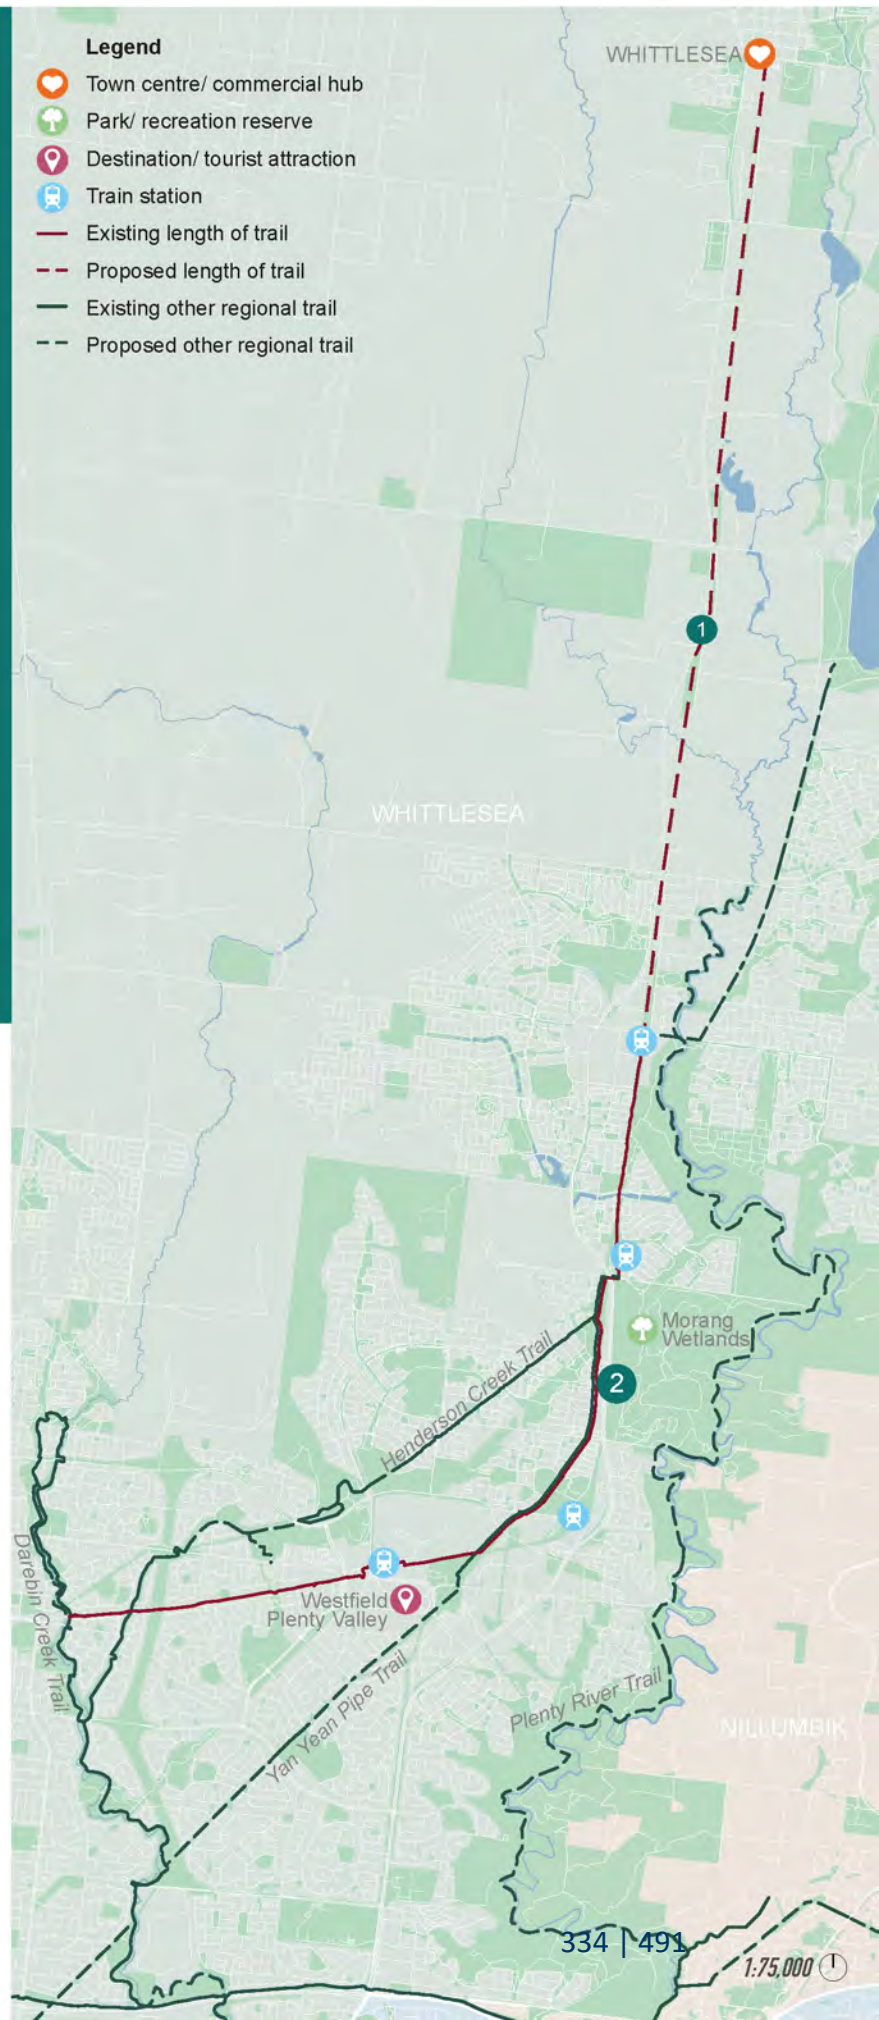 Legend
Town centre/ commercial hub
Park/ recreation reserve
Destination/ tourist attraction
Train station
Existing length of trail
Proposed length of trail
Existing other regional trail
Proposed other regional trail
WHITTLESEA
1
WHITTLESEA
Morang
Wetlands
2
Henderson Creek Trail
Darebin Creek Trail
Westfield
Plenty Valley
Yan Yean Pipe Trail
Plenty River Trail
NILLUMBIK
334 | 491
1:75,000